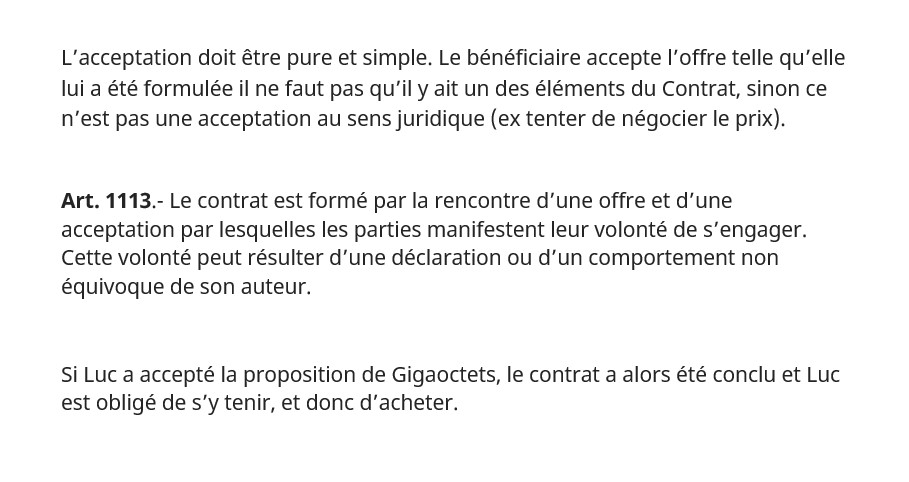 L’acceptation doit être pure et simple. Le bénéficiaire accepte l’offre telle qu’elle
lui a été formulée il ne faut pas qu’il y ait un des éléments du Contrat, sinon ce
n’est pas une acceptation au sens juridique (ex tenter de négocier le prix).
Art. 1113.- Le contrat est formé par la rencontre d’une offre et d’une
acceptation par lesquelles les parties manifestent leur volonté de s’engager.
Cette volonté peut résulter d’une déclaration ou d’un comportement non
équivoque de son auteur.
Si Luc a accepté la proposition de Gigaoctets, le contrat a alors été conclu et Luc
est obligé de s’y tenir, et donc d’acheter.